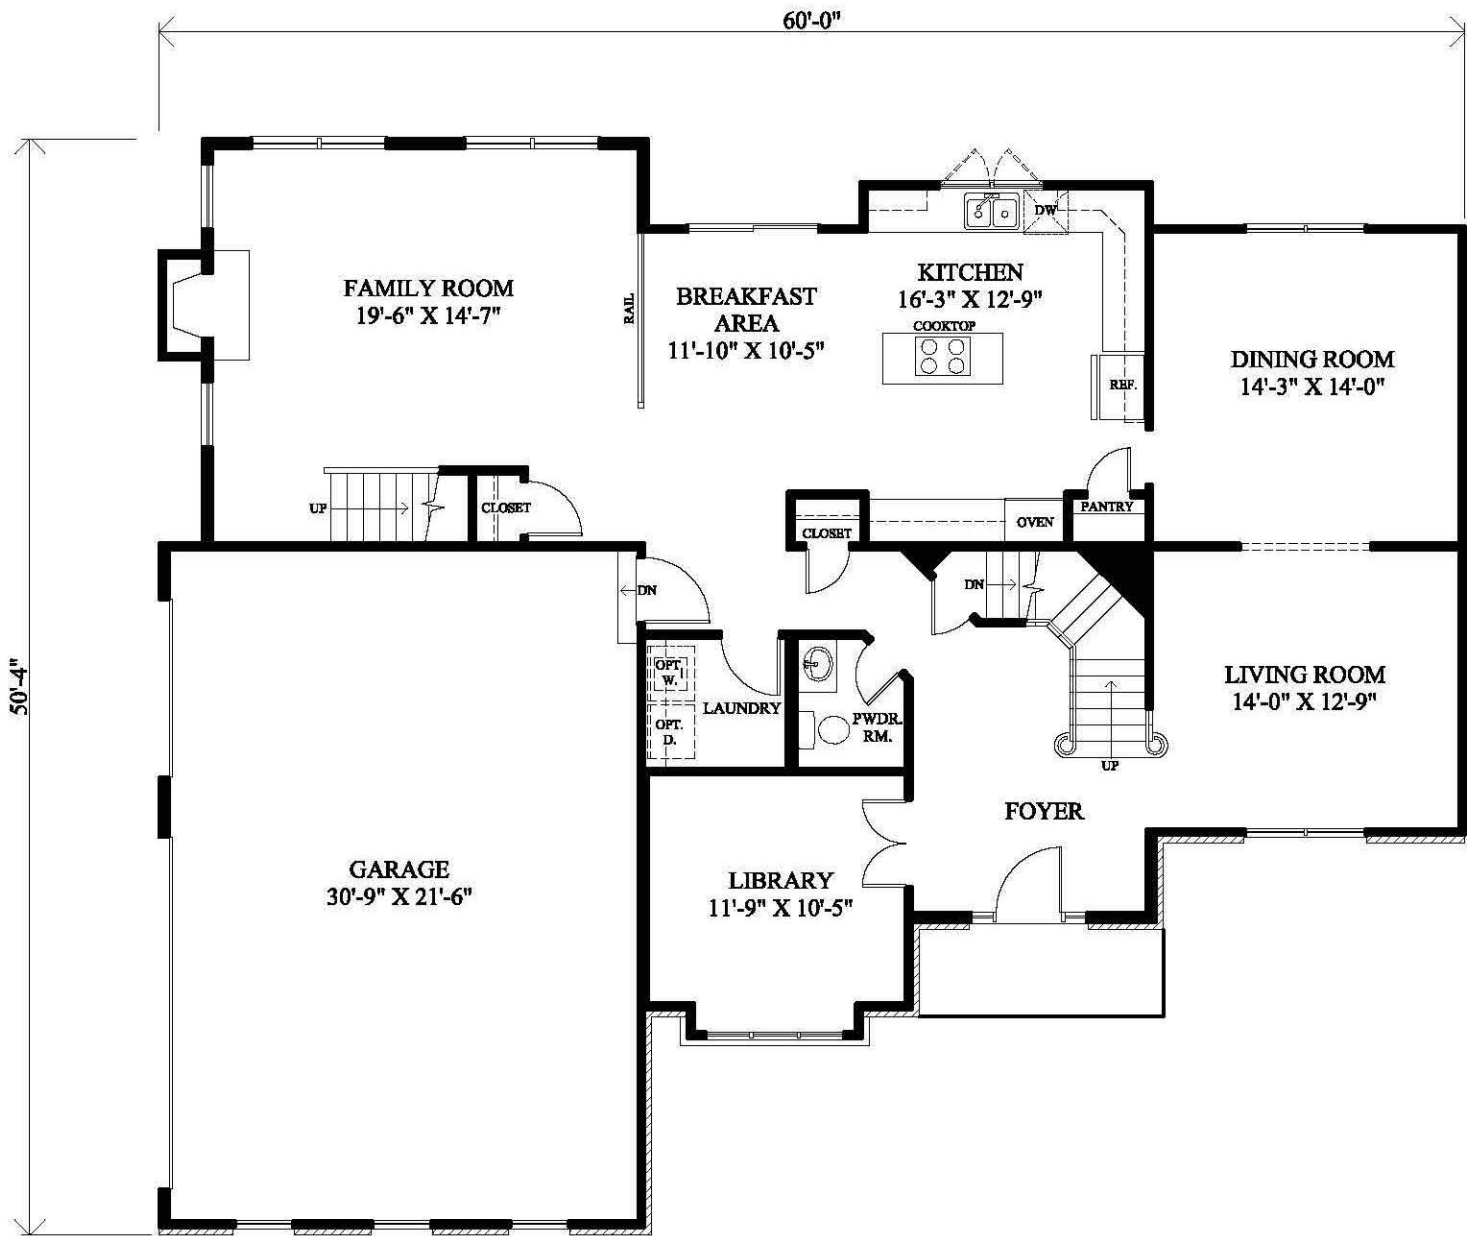 60'-0"
50'-4"
FAMILY ROOM
19'-6" X 14'-7"
RAIL
BREAKFAST
AREA
11'-10" X 10'-5"
KITCHEN
16'-3" X 12'-9"
COOKTOP
DW
REF.
DINING ROOM
14'-3" X 14'-0"
UP
CLOSET
CLOSET
OVEN
PANTRY
DN
DN
OPT.
W.
OPT.
D.
LAUNDRY
PWDR.
RM.
UP
LIVING ROOM
14'-0" X 12'-9"
FOYER
GARAGE
30'-9" X 21'-6"
LIBRARY
11'-9" X 10'-5"